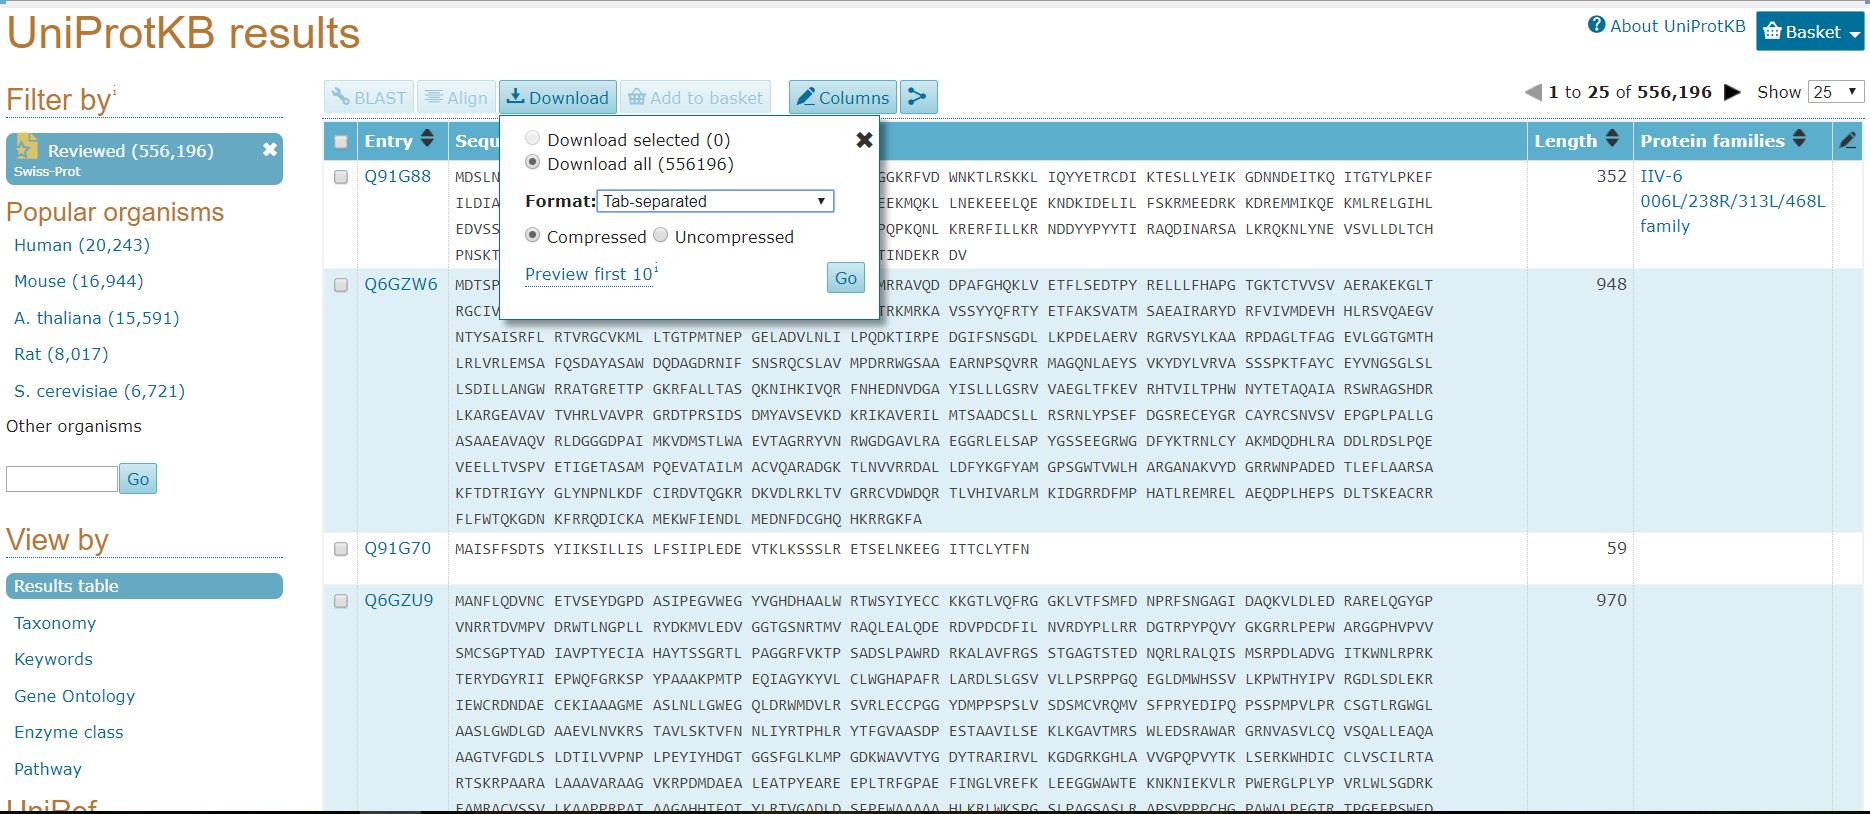 UniProtKB results
About UniProtKB
Basket
Filter by i
Reviewed (556,196)
Swiss-Prot
Popular organisms
Human (20,243)
Mouse (16,944)
A. thaliana (15,591)
Rat (8,017)
S. cerevisiae (6,721)
Other organisms
Go
View by
Results table
Taxonomy
Keywords
Gene Ontology
Enzyme class
Pathway
UniRef
BLAST Align Download Add to basket Columns
1 to 25 of 556,196 Show 25
Download selected (0)
Download all (556196)
Format: Tab-separated
Compressed Uncompressed
Preview first 10 i
Go
Entry Sequ Length Protein families
Q91G88 MDSLN GGKRFVD WNKTLRSKKL IQYYETRCDI KTESLLYEIK GDNNDEITKQ ITGTYLPKEF 352 IIV-6
006L/238R/313L/468L
family
ILDIA EEKMQKL LNEKEEELQE KNDKIDELIL FSKRMEEDRK KDREMMIKQE KMLRELGIHL
EDVSS PQPKQNL KRERFILLKR NDDYYPYYTI RAQDINARSA LKRQKNLYNE VSVLLDLTCH
PNSKT TINDEKR DV
Q6GZW6 MDTSP MRRAVQD DPAFGHQKLV ETFLSEDTPY RELLLFHAPG TGKTCTVVSV AERAKEKGLT 948
RGCIV TRKMRKA VSSYYQFRTY ETFAKSVATM SAEAIRARYD RFVIVMDEVH HLRSVQAEGV
NTYSAISRFL RTVRGCVKML LTGTPMTNEP GELADVLNLI LPQDKTIRPE DGIFSNSGDL LKPDELAERV RGRVSYLKAA RPDAGLTFAG EVLGGTGMTH
LRLVRLEMSA FQSDAYASAW DQDAGDRNIF SNSRQCSLAV MPDRRWGSAA EARNPSQVRR MAGQNLAEYS VKYDYLVRVA SSSPKTFAYC EYVNGSGLSL
LSDILLANGW RRATGRETTP GKRFALLTAS QKNIHKIVQR FNHEDNVDGA YISLLLGSRV VAEGLTFKEV RHTVILTPHW NYTETAQAIA RSWRAGSHDR
LKARGEAVAV TVHRLVAVPR GRDTPRSIDS DMYAVSEVKD KRIKAVERIL MTSAADCSLL RSRNLYPSEF DGSRECEYGR CAYRCSNVSV EPGPLPALLG
ASAAEAVAQV RLDGGGDPAI MKVDMSTLWA EVTAGRRYVN RWGDGAVLRA EGGRLELSAP YGSSEEGRWG DFYKTRNLCY AKMDQDHLRA DDLRDSLPQE
VEELLTVSPV ETIGETASAM PQEVATAILM ACVQARADGK TLNVVRRDAL LDFYKGFYAM GPSGWTVWLH ARGANAKVYD GRRWNPADED TLEFLAARSA
KFTDTRIGYY GLYNPNLKDF CIRDVTQGKR DKVDLRKLTV GRRCVDWDQR TLVHIVARLM KIDGRRDFMP HATLREMREL AEQDPLHEPS DLTSKEACRR
FLFWTQKGDN KFRRQDICKA MEKWFIENDL MEDNFDCGHQ HKRRGKFA
Q91G70 MAISFFSDTS YIIKSILLIS LFSIIPLEDE VTKLKSSSLR ETSELNKEEG ITTCLYTFN 59
Q6GZU9 MANFLQDVNC ETVSEYDGPD ASIPEGVWEG YVGHDHAALW RTWSYIYECC KKGTLVQFRG GKLVTFSMFD NPRFSNGAGI DAQKVLDLED RARELQGYGP 970
VNRRTDVMPV DRWTLNGPLL RYDKMVLEDV GGTGSNRTMV RAQLEALQDE RDVPDCDFIL NVRDYPLLRR DGTRPYPQVY GKGRRLPEPW ARGGPHVPVV
SMCSGPTYAD IAVPTYECIA HAYTSSGRTL PAGGRFVKTP SADSLPAWRD RKALAVFRGS STGAGTSTED NQRLRALQIS MSRPDLADVG ITKWNLRPRK
TERYDGYRII EPWQFGRKSP YPAAAKPMTP EQIAGYKYVL CLWGHAPAFR LARDLSLGSV VLLPSRPPGQ EGLDMWHSSV LKPWTHYIPV RGDLSDLEKR
IEWCRDNDAE CEKIAAAGME ASLNLLGWEG QLDRWMDVLR SVRLECCPGG YDMPPSPSLV SDSMCVRQMV SFPRYEDIPQ PSSPMPVLPR CSGTLRGWGL
AASLGWDLGD AAEVLNVKRS TAVLSKTVFN NLIYRTPHLR YTFGVAASDP ESTAAVILSE KLKGAVTMRS WLEDSRAWAR GRNVASVLCQ VSQALLEAQA
AAGTVFGDLS LDTILVVPNP LPEYIYHDGT GGSFGLKLMP GDKWAVVTYG DYTRARIRVL KGDGRKGHLA VVGPQPVYTK LSERKWHDIC CLVSCILRTA
RTSKRPAARA LAAAVARAAG VKRPDMDAEA LEATPYEARE EPLTRFGPAE FINGLVREFK LEEGGWAWTE KNKNIEKVLR PWERGLPLYP VRLWLSGDRK